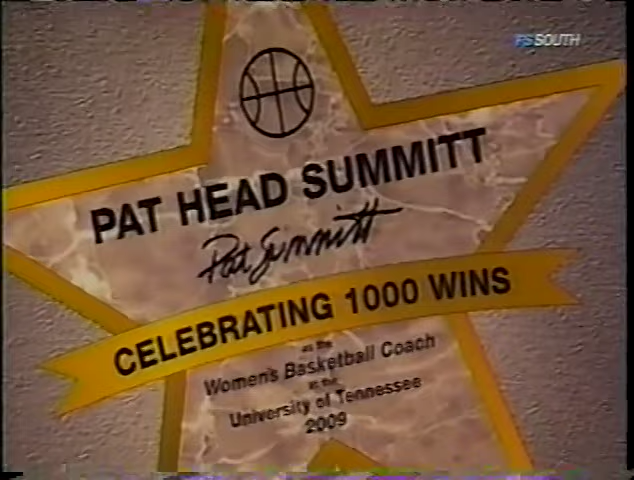 FS SOUTH
PAT HEAD SUMMITT
Pat Summitt
CELEBRATING 1000 WINS
as the
Women's Basketball Coach
at the
University of Tennessee
2009